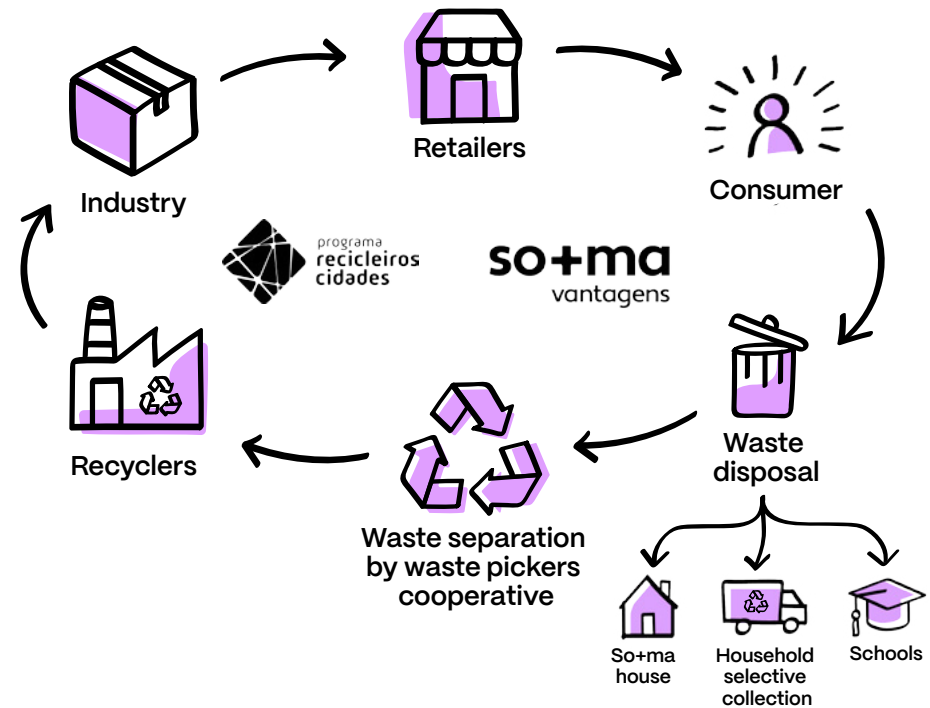 Retailers
Consumer
Industry
programa
recicleiros
cidades
so+ma
vantagens
Waste
disposal
Recyclers
Waste separation
by waste pickers
cooperative
So+ma
house
Household
selective
collection
Schools